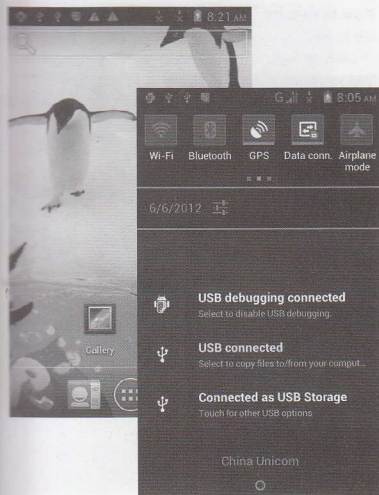 8:21 AM
Gallery
G 8:05 AM
Wi-Fi Bluetooth GPS Data conn. Airplane mode
6/6/2012
USB debugging connected
Select to disable USB debugging.
USB connected
Select to copy files to/from your comput...
Connected as USB Storage
Touch for other USB options
China Unicom